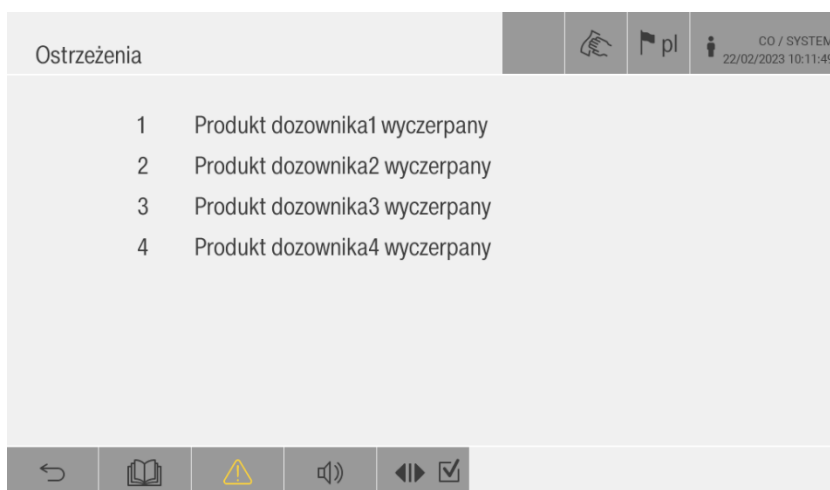 Ostrzeżenia
pl
CO / SYSTEM
22/02/2023 10:11:49
1 Produkt dozownika1 wyczerpany
2 Produkt dozownika2 wyczerpany
3 Produkt dozownika3 wyczerpany
4 Produkt dozownika4 wyczerpany